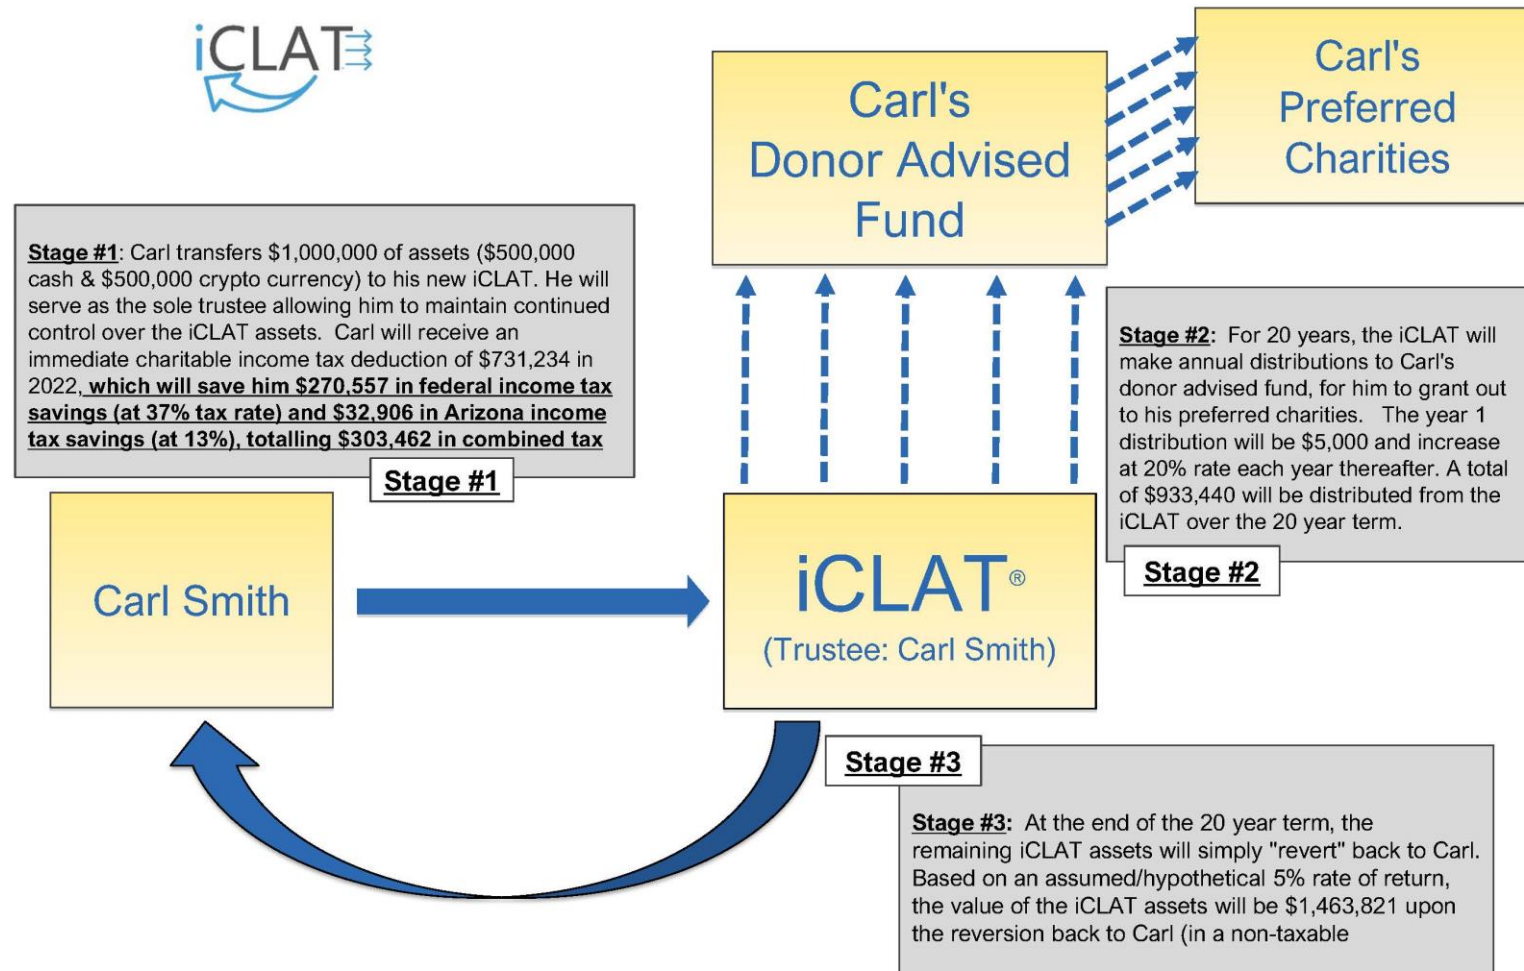 iCLAT
Carl's
Donor Advised
Fund
Carl's
Preferred
Charities
Stage #1: Carl transfers $1,000,000 of assets ($500,000
cash & $500,000 crypto currency) to his new iCLAT. He will
serve as the sole trustee allowing him to maintain continued
control over the iCLAT assets.  Carl will receive an
immediate charitable income tax deduction of $731,234 in
2022, which will save him $270,557 in federal income tax
savings (at 37% tax rate) and $32,906 in Arizona income
tax savings (at 13%), totalling $303,462 in combined tax
Stage #1
Stage #2:  For 20 years, the iCLAT will
make annual distributions to Carl's
donor advised fund, for him to grant out
to his preferred charities.   The year 1
distribution will be $5,000 and increase
at 20% rate each year thereafter. A total
of $933,440 will be distributed from the
iCLAT over the 20 year term.
Stage #2
Carl Smith
iCLAT®
(Trustee: Carl Smith)
Stage #3
Stage #3:  At the end of the 20 year term, the
remaining iCLAT assets will simply "revert" back to Carl.
Based on an assumed/hypothetical 5% rate of return,
the value of the iCLAT assets will be $1,463,821 upon
the reversion back to Carl (in a non-taxable